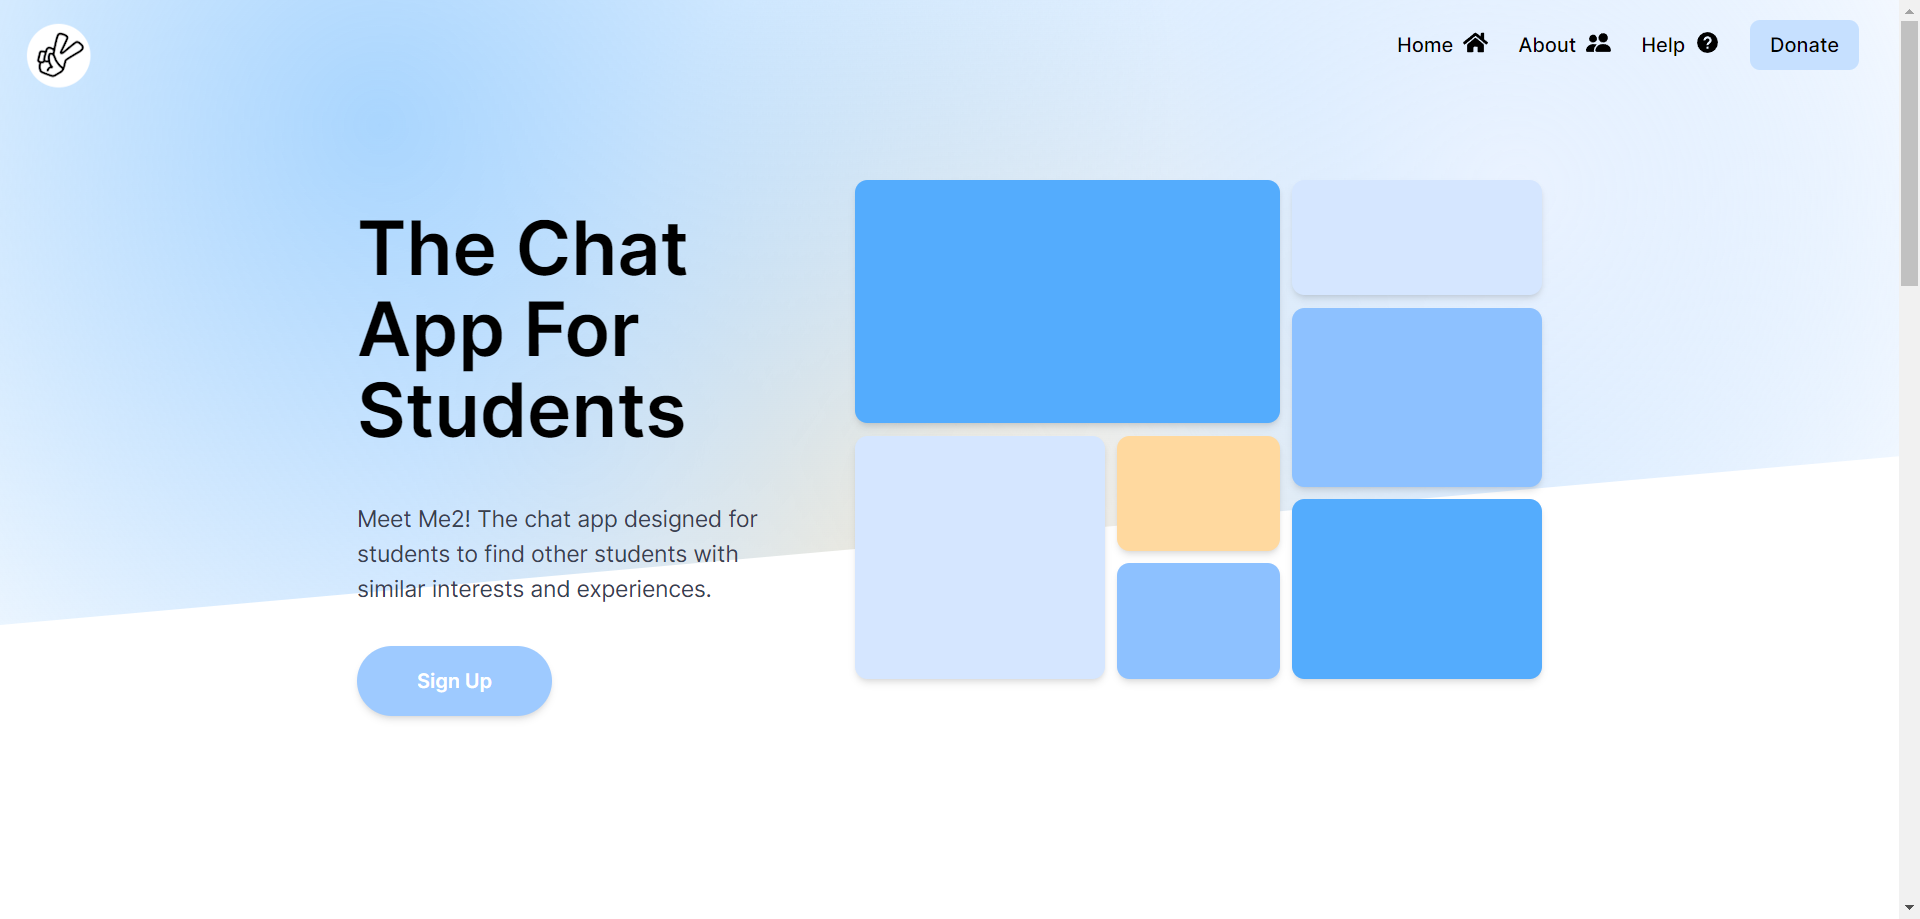 Home
About
Help
Donate
The Chat
App For
Students
Meet Me2! The chat app designed for
students to find other students with
similar interests and experiences.
Sign Up